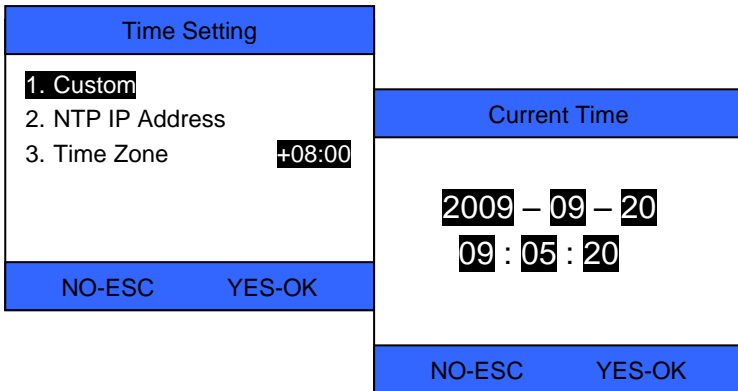 Time Setting
1. Custom
2. NTP IP Address
3. Time Zone +08:00
NO-ESC YES-OK
Current Time
2009 – 09 – 20
09 : 05 : 20
NO-ESC YES-OK